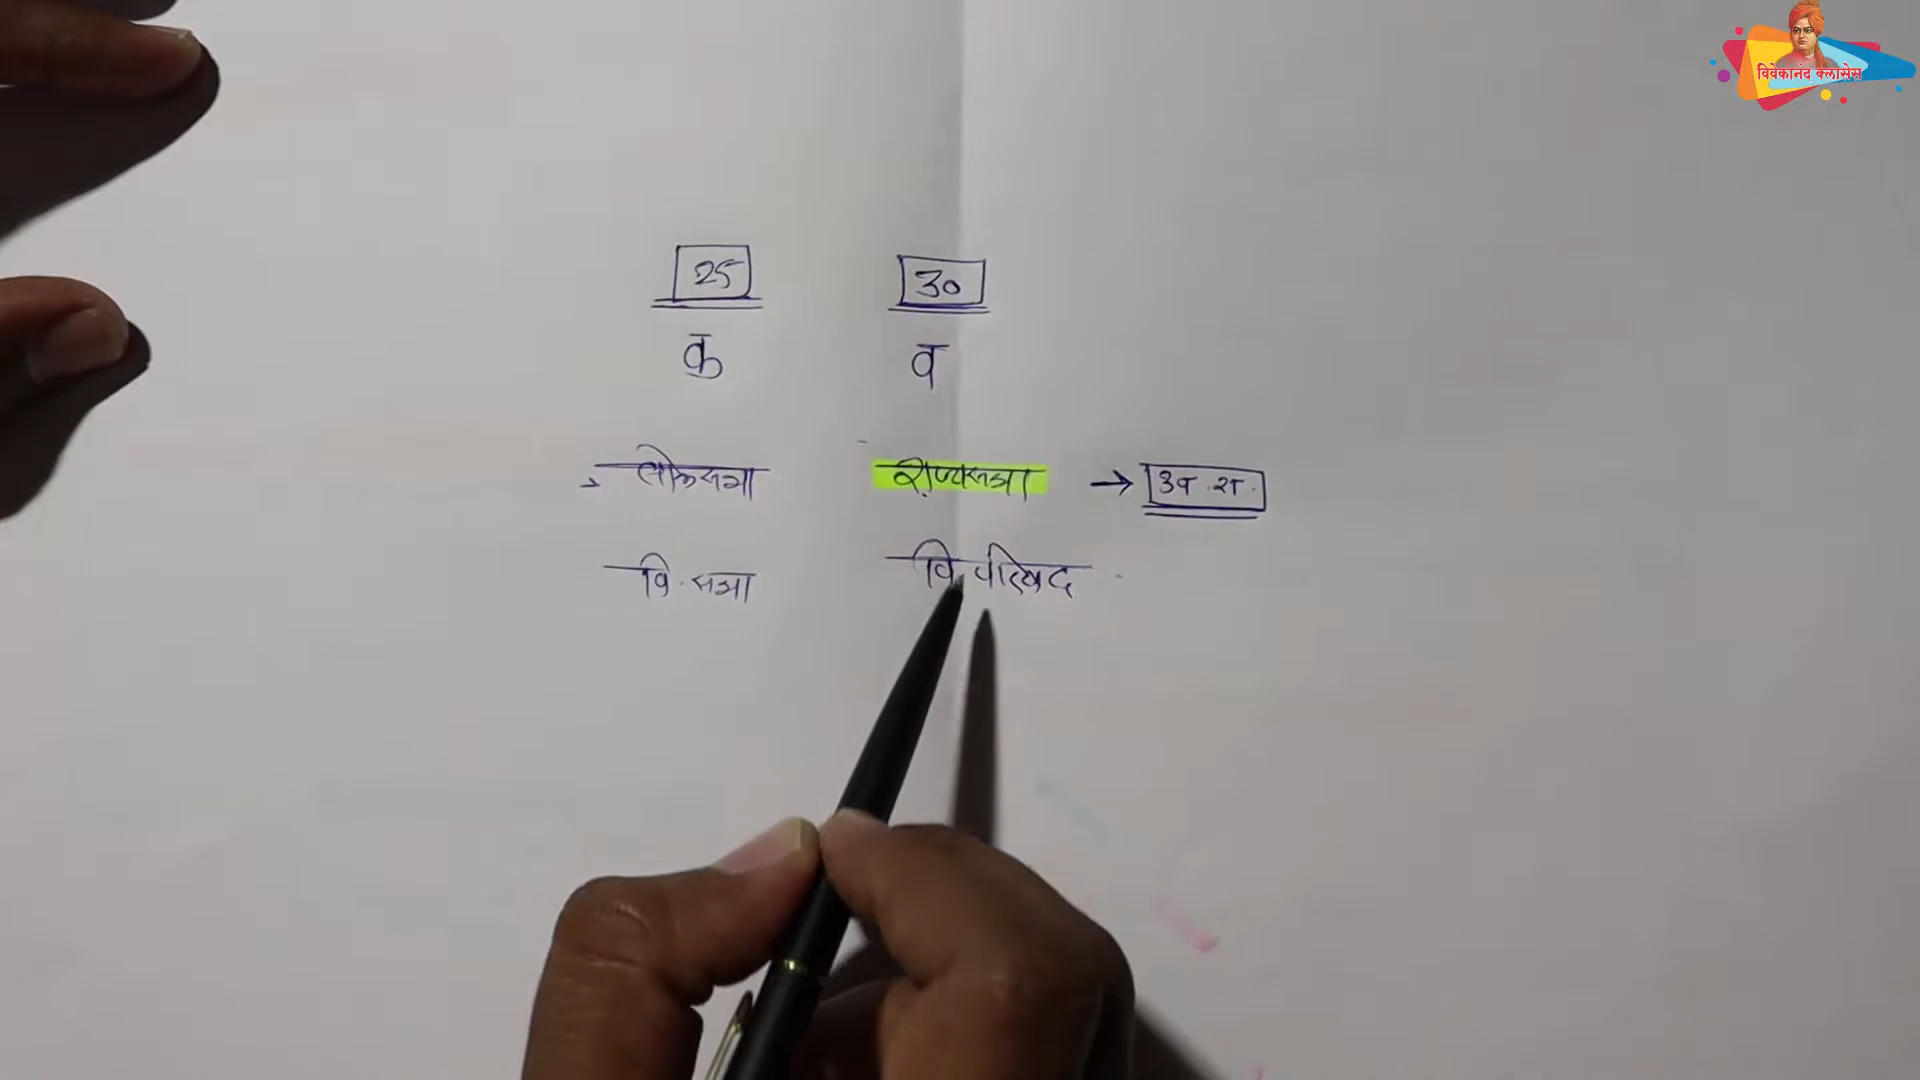 विवेकानंद क्लासेस
25 30
क व
लोकसभा राज्यसभा → उप.रा.
वि. सभा वि. परिषद